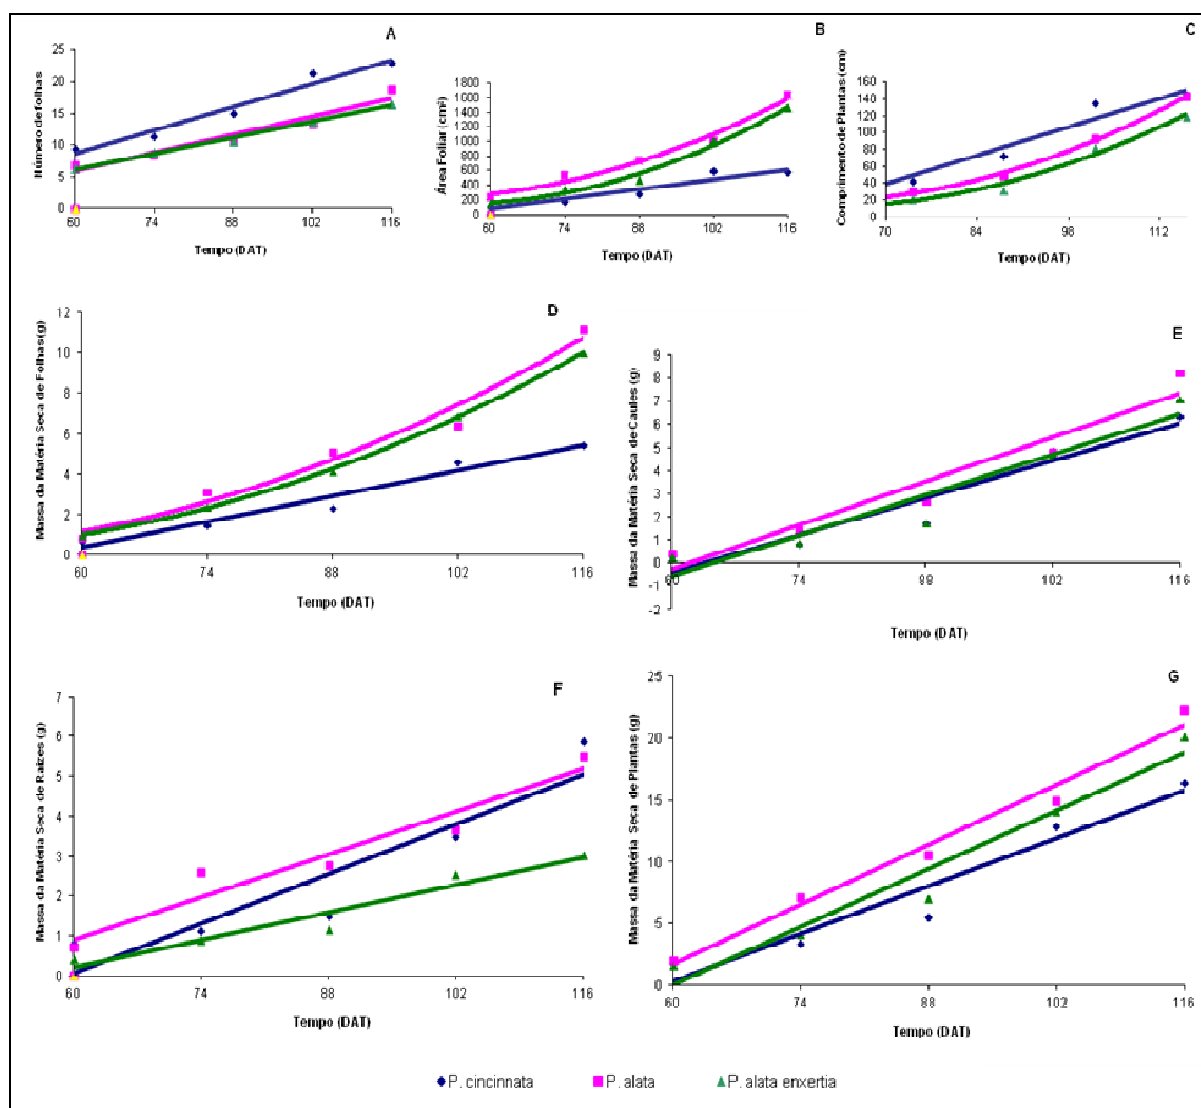 A
Número de folhas
25
20
15
10
5
0
60 74 88 102 116
Tempo (DAT)
B
Área Foliar (cm²)
1800
1600
1400
1200
1000
800
600
400
200
0
60 74 88 102 116
Tempo (DAT)
C
Comprimento de Plantas (cm)
160
140
120
100
80
60
40
20
0
70 84 98 112
Tempo (DAT)
D
Massa da Matéria Seca de Folhas (g)
12
10
8
6
4
2
0
60 74 88 102 116
Tempo (DAT)
E
Massa da Matéria Seca de Caules (g)
9
8
7
6
5
4
3
2
1
0
-1
-2
60 74 88 102 116
Tempo (DAT)
F
Massa da Matéria Seca de Raízes (g)
7
6
5
4
3
2
1
0
60 74 88 102 116
Tempo (DAT)
G
Massa da Matéria Seca de Plantas (g)
25
20
15
10
5
0
60 74 88 102 116
Tempo (DAT)
P. cincinnata P. alata P. alata enxertia